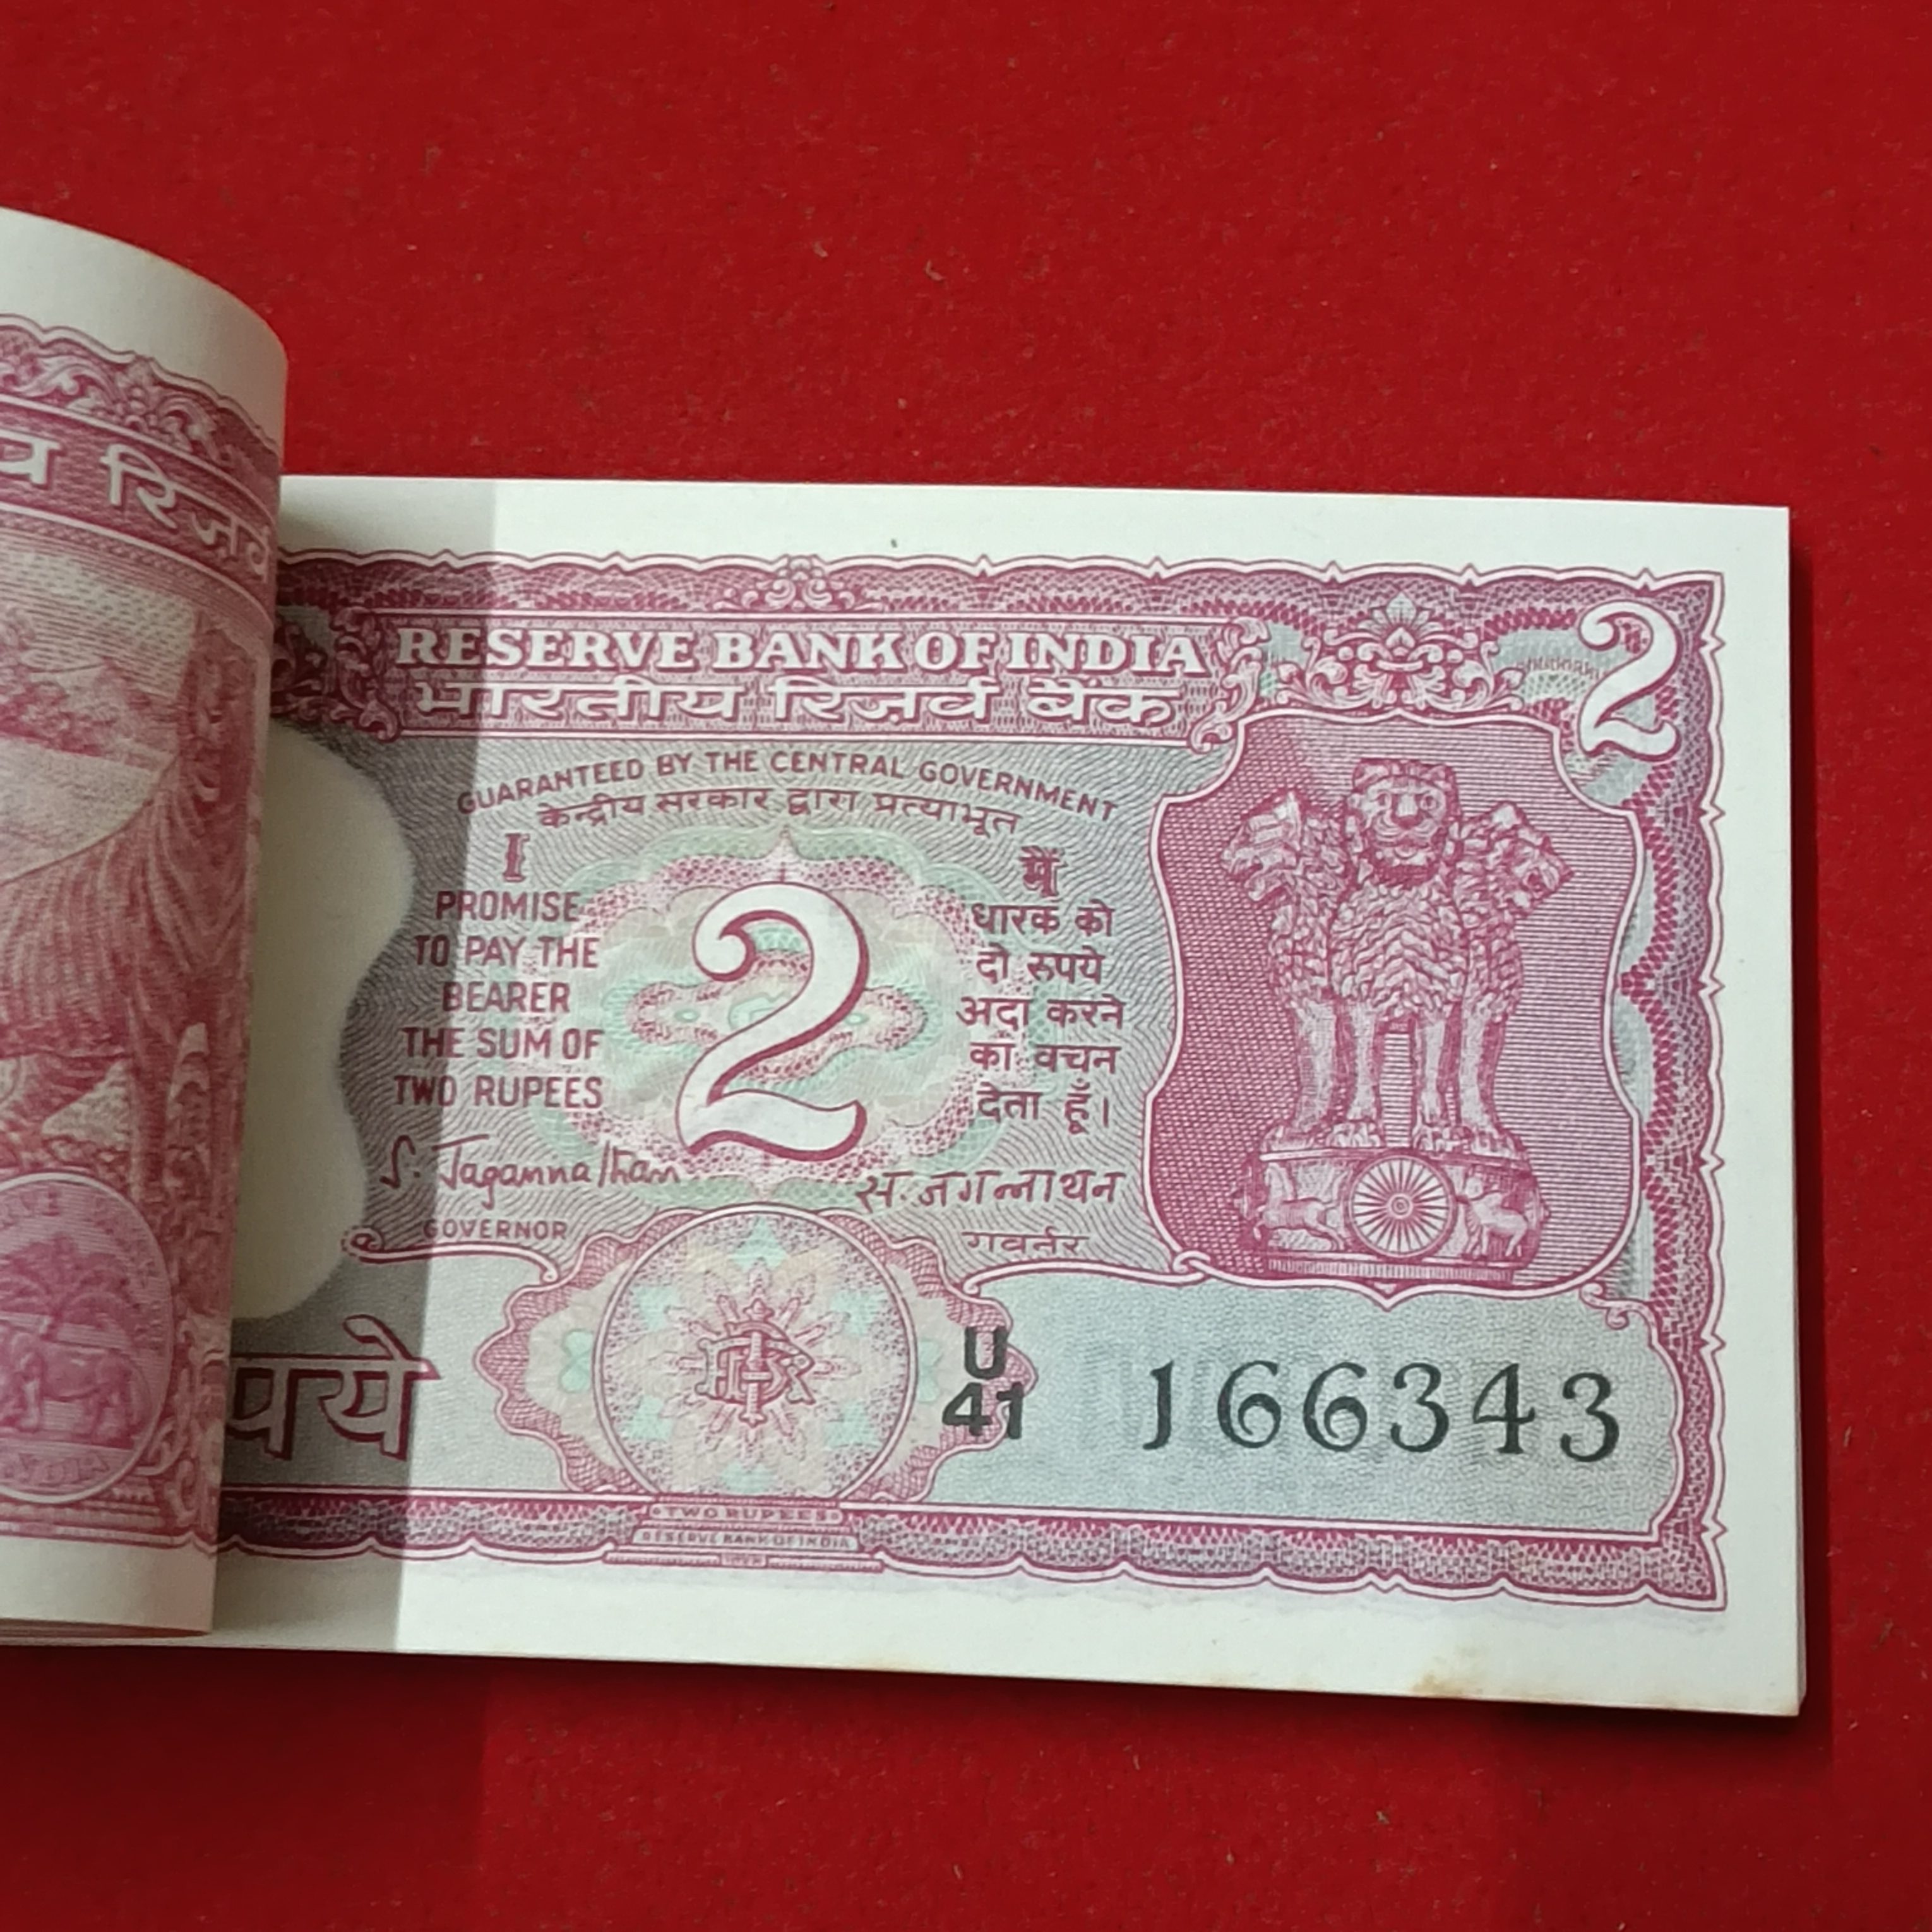 रिज़र्व
RESERVE BANK OF INDIA
2
भारतीय रिज़र्व बैंक
GUARANTEED BY THE CENTRAL GOVERNMENT
केन्द्रीय सरकार द्वारा प्रत्याभूत
I
PROMISE
TO PAY THE
BEARER
THE SUM OF
TWO RUPEES
2
मैं
धारक को
दो रुपये
अदा करने
का वचन
देता हूँ।
S. Jagannathan
GOVERNOR
स. जगन्नाथन
गवर्नर
पये
U
41
166343
TWO RUPEES
RESERVE BANK OF INDIA
INDIA